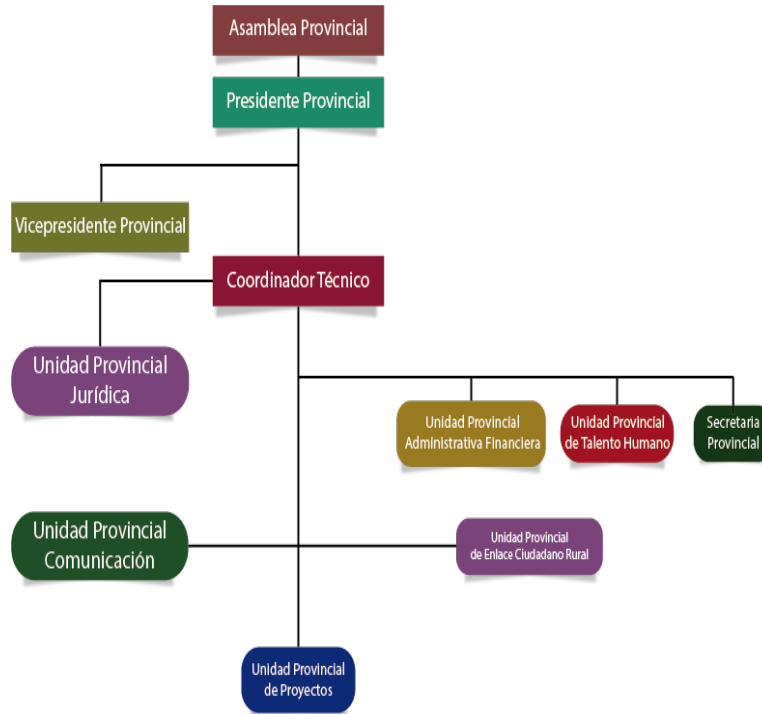 Asamblea Provincial
Presidente Provincial
Vicepresidente Provincial
Coordinador Técnico
Unidad Provincial
Jurídica
Unidad Provincial
Administrativa Financiera
Unidad Provincial
de Talento Humano
Secretaria
Provincial
Unidad Provincial
Comunicación
Unidad Provincial
de Enlace Ciudadano Rural
Unidad Provincial
de Proyectos